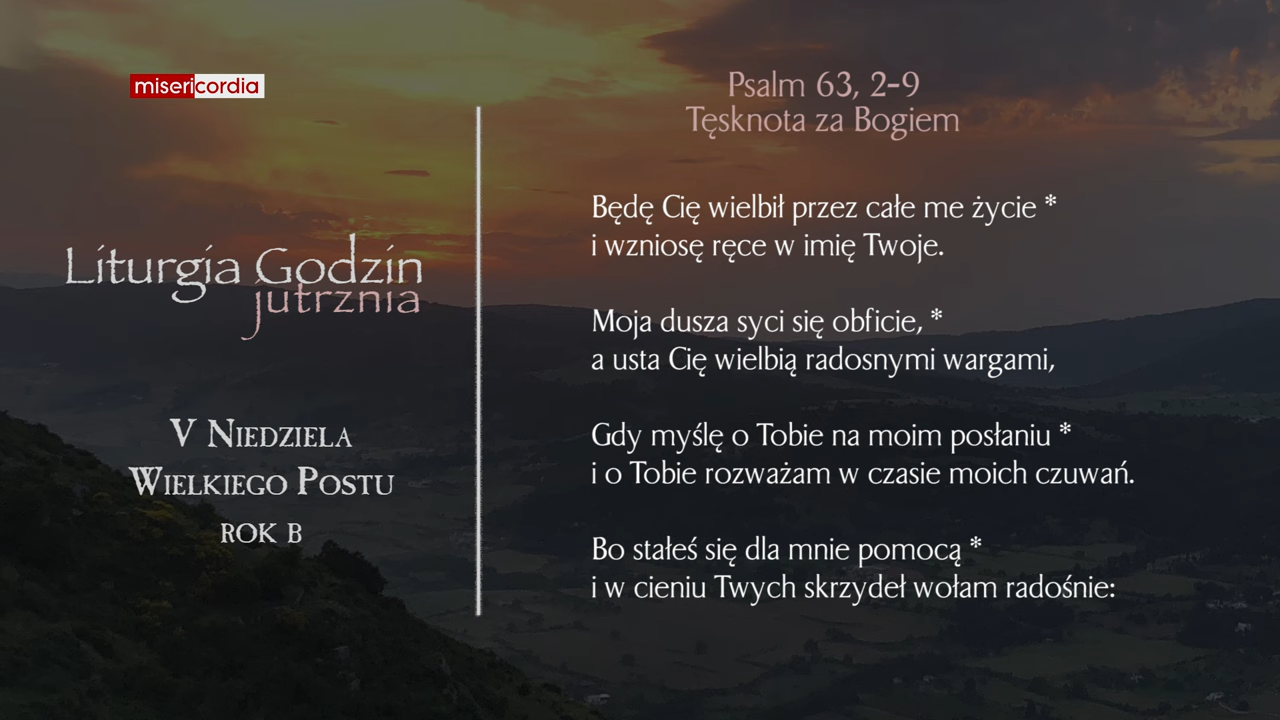 misericordia
Liturgia Godzin
jutrznia
V Niedziela
Wielkiego Postu
rok B
Psalm 63, 2-9
Tęsknota za Bogiem
Będę Cię wielbił przez całe me życie *
i wzniosę ręce w imię Twoje.
Moja dusza syci się obficie, *
a usta Cię wielbią radosnymi wargami,
Gdy myślę o Tobie na moim posłaniu *
i o Tobie rozważam w czasie moich czuwań.
Bo stałeś się dla mnie pomocą *
i w cieniu Twych skrzydeł wołam radośnie: